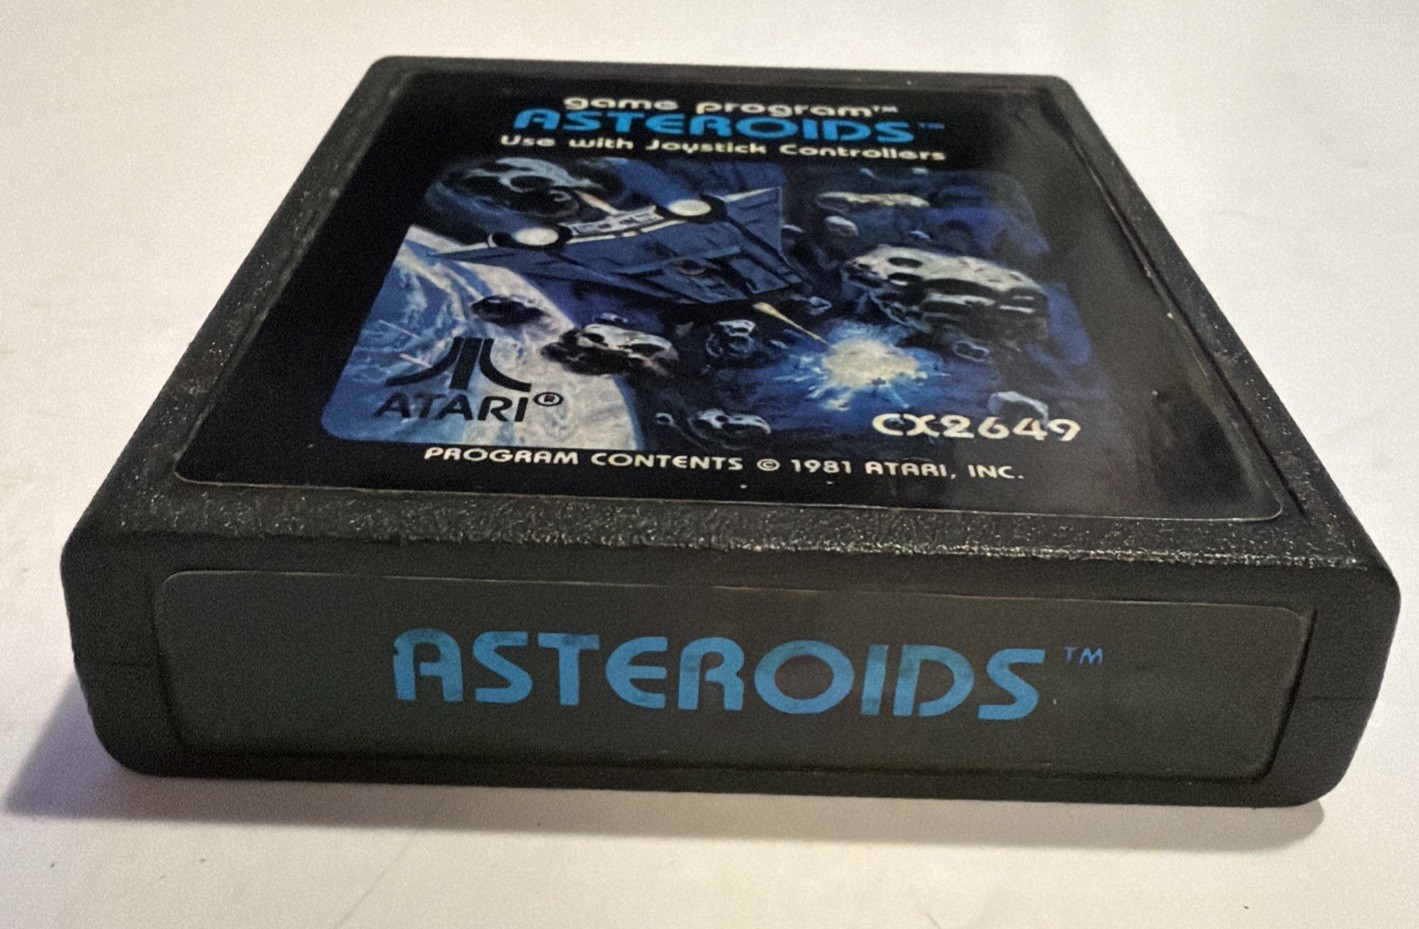 game program™
ASTEROIDS™
Use with Joystick Controllers
ATARI®
CX2649
PROGRAM CONTENTS © 1981 ATARI, INC.
ASTEROIDS™